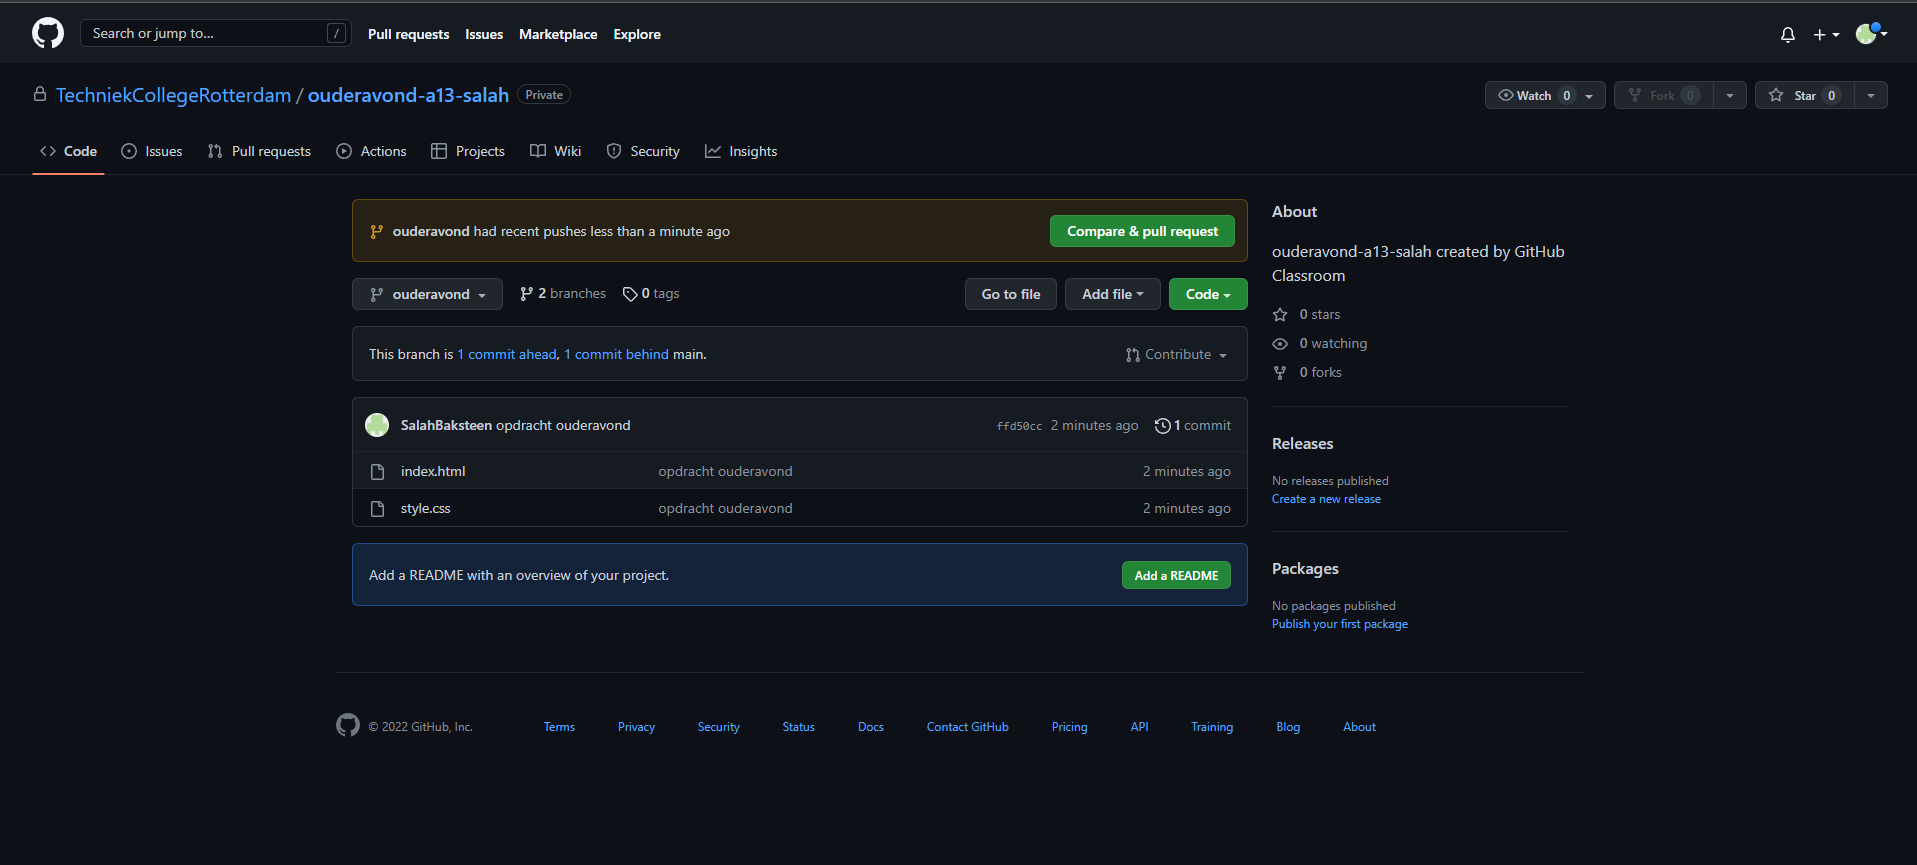 Search or jump to... / Pull requests Issues Marketplace Explore
TechniekCollegeRotterdam / ouderavond-a13-salah Private Watch 0 Fork 0 Star 0
Code Issues Pull requests Actions Projects Wiki Security Insights
ouderavond had recent pushes less than a minute ago Compare & pull request
ouderavond 2 branches 0 tags Go to file Add file Code
This branch is 1 commit ahead, 1 commit behind main. Contribute
SalahBaksteen opdracht ouderavond ffd50cc 2 minutes ago 1 commit
index.html opdracht ouderavond 2 minutes ago
style.css opdracht ouderavond 2 minutes ago
Add a README with an overview of your project. Add a README
About
ouderavond-a13-salah created by GitHub
Classroom
0 stars
0 watching
0 forks
Releases
No releases published
Create a new release
Packages
No packages published
Publish your first package
© 2022 GitHub, Inc. Terms Privacy Security Status Docs Contact GitHub Pricing API Training Blog About